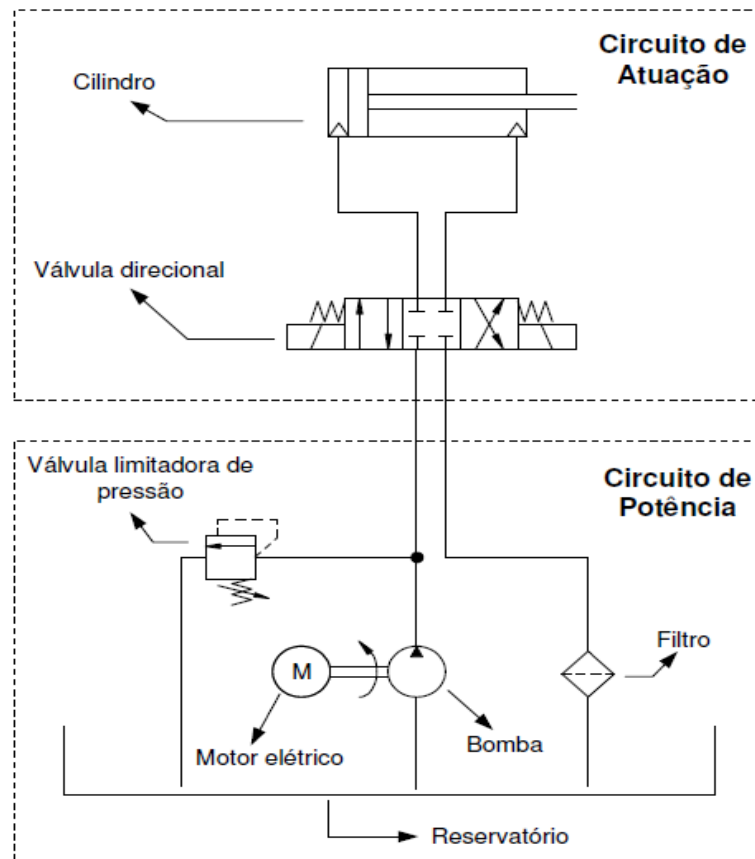 Circuito de
Atuação
Cilindro
Válvula direcional
Válvula limitadora de
pressão
Circuito de
Potência
Filtro
M
Bomba
Motor elétrico
Reservatório